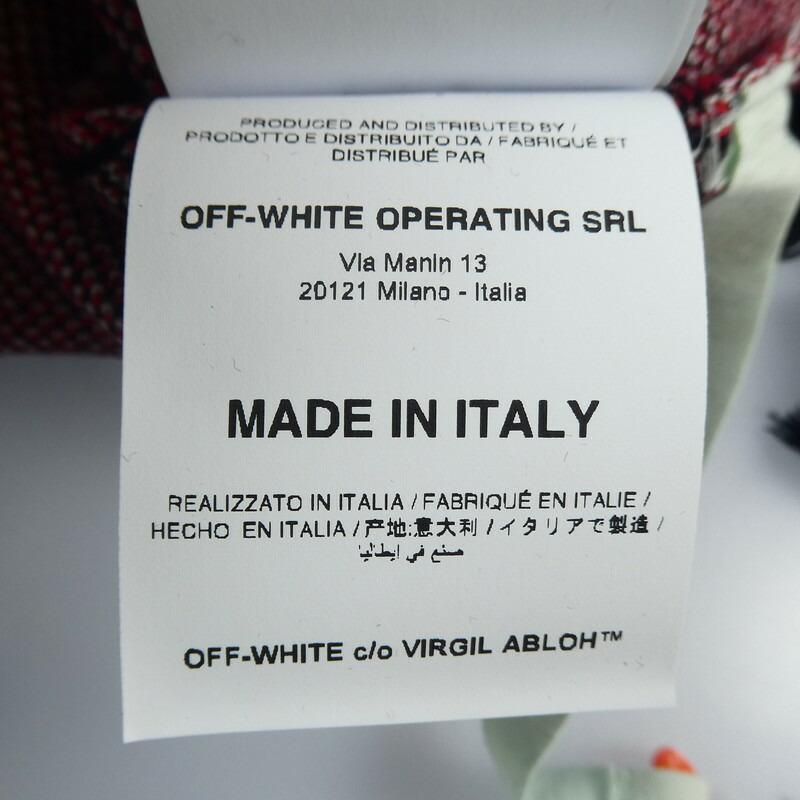 PRODUCED AND DISTRIBUTED BY /
PRODOTTO E DISTRIBUITO DA / FABRIQUÉ ET
DISTRIBUÉ PAR
OFF-WHITE OPERATING SRL
Via Manin 13
20121 Milano - Italia
MADE IN ITALY
REALIZZATO IN ITALIA / FABRIQUÉ EN ITALIE /
HECHO EN ITALIA / 产地:意大利 / イタリアで製造 /
صنع في إيطاليا
OFF-WHITE c/o VIRGIL ABLOH™